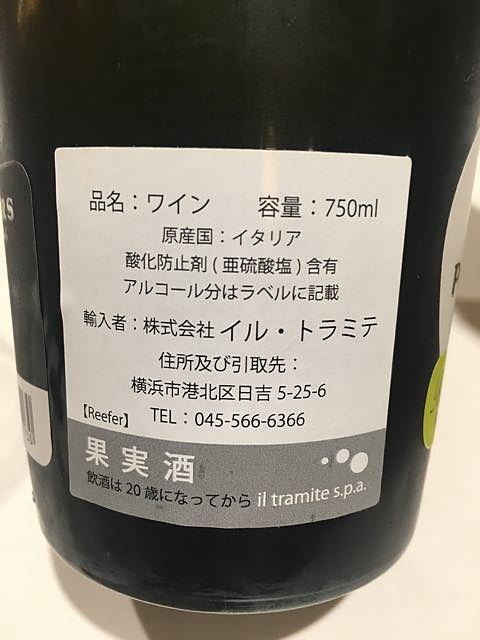 品名：ワイン　容量：750ml
原産国：イタリア
酸化防止剤(亜硫酸塩)含有
アルコール分はラベルに記載
輸入者：株式会社 イル・トラミテ
住所及び引取先：
横浜市港北区日吉 5-25-6
【Reefer】 TEL：045-566-6366
果実酒
飲酒は20歳になってから il tramite s.p.a.